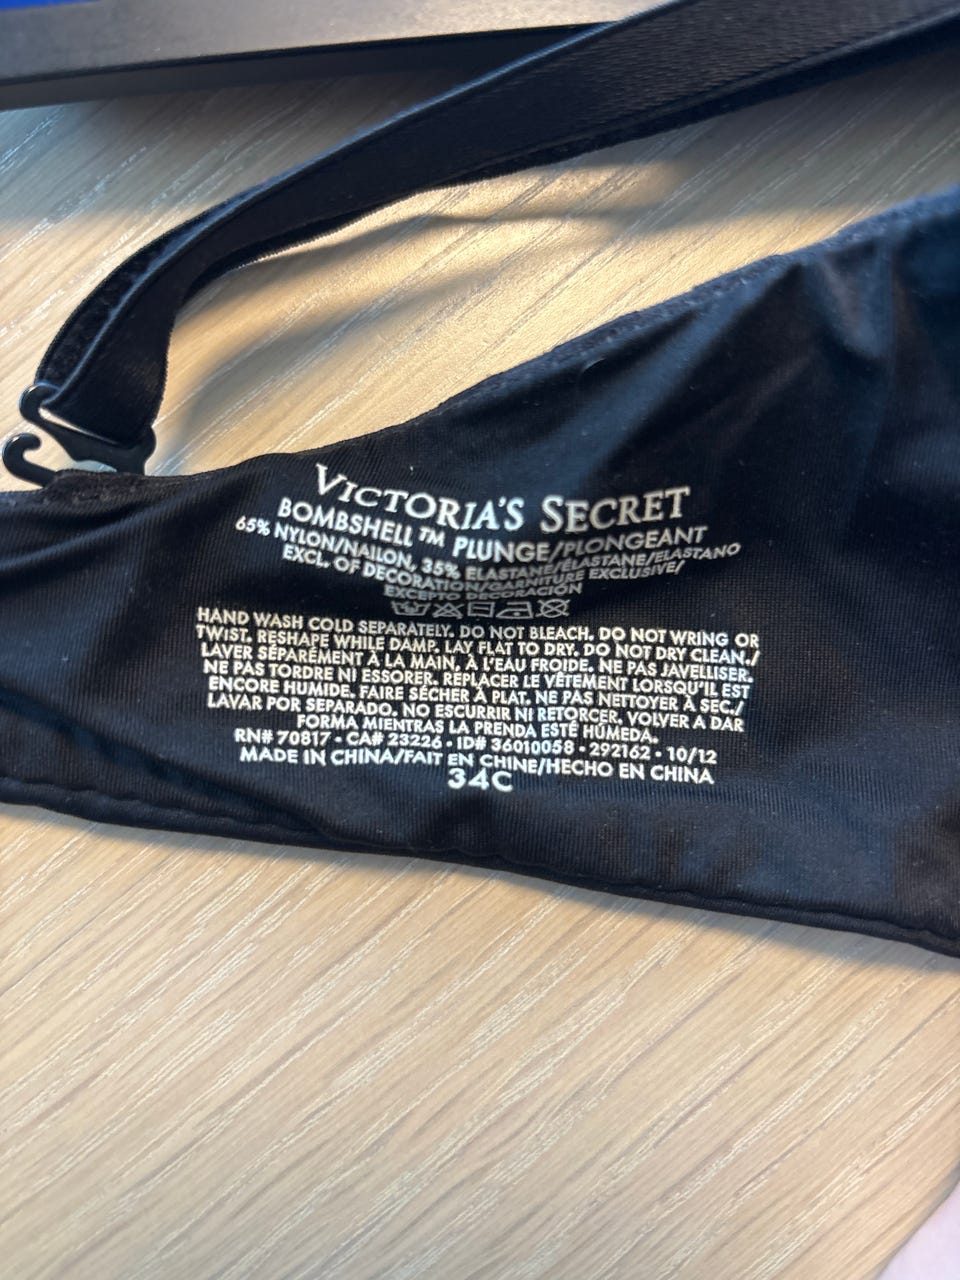 VICTORIA'S SECRET
BOMBSHELL™ PLUNGE/PLONGEANT
65% NYLON/NAILON, 35% ELASTANE/ÉLASTANE/ELASTANO
EXCL. OF DECORATION/GARNITURE EXCLUSIVE/
EXCEPTO DECORACIÓN
HAND WASH COLD SEPARATELY. DO NOT BLEACH. DO NOT WRING OR
TWIST. RESHAPE WHILE DAMP. LAY FLAT TO DRY. DO NOT DRY CLEAN./
LAVER SÉPARÉMENT À LA MAIN, À L'EAU FROIDE. NE PAS JAVELLISER.
NE PAS TORDRE NI ESSORER. REPLACER LE VÊTEMENT LORSQU'IL EST
ENCORE HUMIDE. FAIRE SÉCHER À PLAT. NE PAS NETTOYER À SEC./
LAVAR POR SEPARADO. NO ESCURRIR NI RETORCER. VOLVER A DAR
FORMA MIENTRAS LA PRENDA ESTÉ HÚMEDA.
RN# 70817 • CA# 23226 • ID# 36010058 • 292162 • 10/12
MADE IN CHINA/FAIT EN CHINE/HECHO EN CHINA
34C